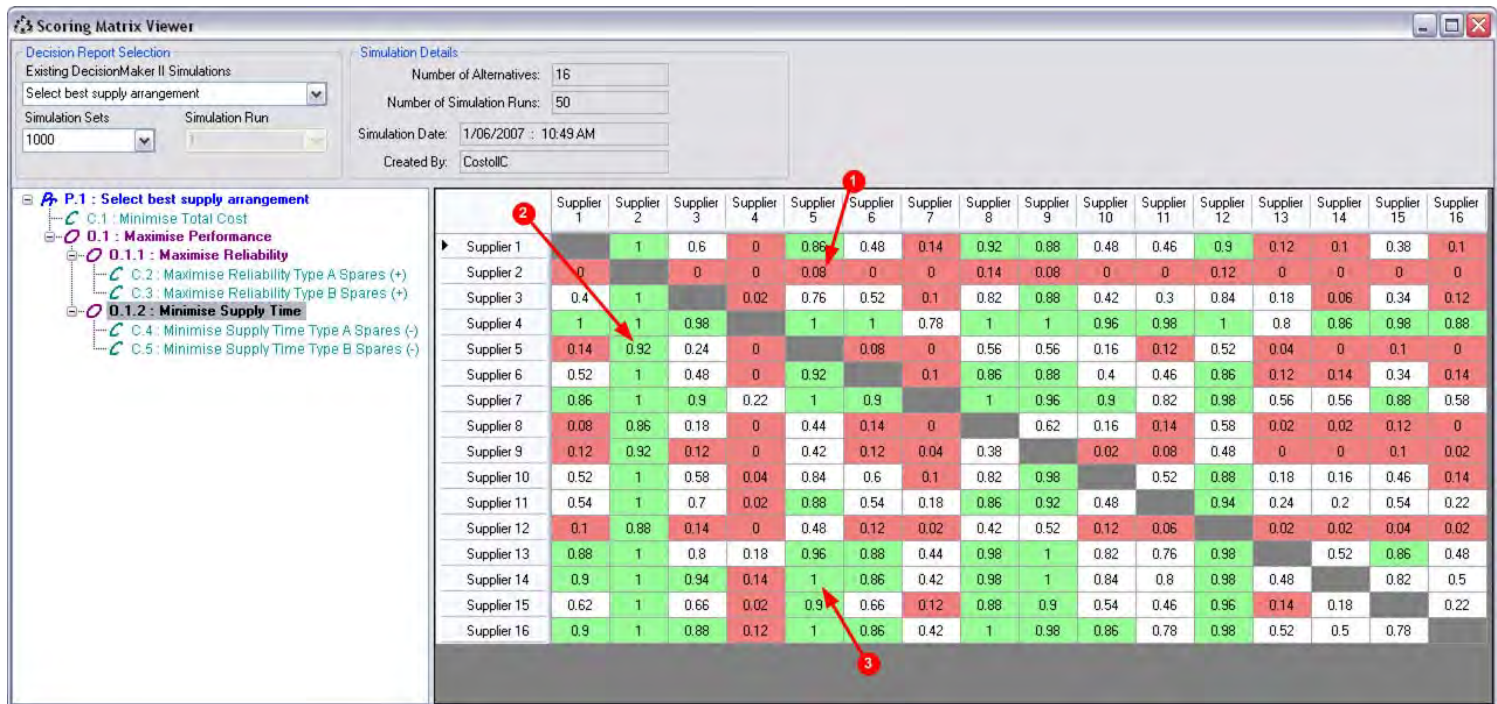 Scoring Matrix Viewer
Decision Report Selection
Existing DecisionMaker II Simulations
Select best supply arrangement
Simulation Sets Simulation Run
1000 1
Simulation Details
Number of Alternatives: 16
Number of Simulation Runs: 50
Simulation Date: 1/06/2007 : 10:49 AM
Created By: CostollC
P.1 : Select best supply arrangement
C.1 : Minimise Total Cost
O.1 : Maximise Performance
O.1.1 : Maximise Reliability
C.2 : Maximise Reliability Type A Spares (+)
C.3 : Maximise Reliability Type B Spares (+)
O.1.2 : Minimise Supply Time
C.4 : Minimise Supply Time Type A Spares (-)
C.5 : Minimise Supply Time Type B Spares (-)
1
2
Supplier Supplier Supplier Supplier Supplier Supplier Supplier Supplier Supplier Supplier Supplier Supplier Supplier Supplier Supplier Supplier
1 2 3 4 5 6 7 8 9 10 11 12 13 14 15 16
Supplier 1 1 0.6 0 0.86 0.48 0.14 0.92 0.88 0.48 0.46 0.9 0.12 0.1 0.38 0.1
Supplier 2 0 0 0 0.08 0 0 0.14 0.08 0 0 0.12 0 0 0 0
Supplier 3 0.4 1 0.02 0.76 0.52 0.1 0.82 0.88 0.42 0.3 0.84 0.18 0.06 0.34 0.12
Supplier 4 1 1 0.98 1 1 0.78 1 1 0.96 0.98 1 0.8 0.86 0.98 0.88
Supplier 5 0.14 0.92 0.24 0 0.08 0 0.56 0.56 0.16 0.12 0.52 0.04 0 0.1 0
Supplier 6 0.52 1 0.48 0 0.92 0.1 0.86 0.88 0.4 0.46 0.86 0.12 0.14 0.34 0.14
Supplier 7 0.86 1 0.9 0.22 1 0.9 1 0.96 0.9 0.82 0.98 0.56 0.56 0.88 0.58
Supplier 8 0.08 0.86 0.18 0 0.44 0.14 0 0.62 0.16 0.14 0.58 0.02 0.02 0.12 0
Supplier 9 0.12 0.92 0.12 0 0.42 0.12 0.04 0.38 0.02 0.08 0.48 0 0 0.1 0.02
Supplier 10 0.52 1 0.58 0.04 0.84 0.6 0.1 0.82 0.98 0.52 0.88 0.18 0.16 0.46 0.14
Supplier 11 0.54 1 0.7 0.02 0.88 0.54 0.18 0.86 0.92 0.48 0.94 0.24 0.2 0.54 0.22
Supplier 12 0.1 0.88 0.14 0 0.48 0.12 0.02 0.42 0.52 0.12 0.06 0.02 0.02 0.04 0.02
Supplier 13 0.88 1 0.8 0.18 0.96 0.88 0.44 0.98 1 0.82 0.76 0.98 0.52 0.86 0.48
Supplier 14 0.9 1 0.94 0.14 1 0.86 0.42 0.98 1 0.84 0.8 0.98 0.48 0.82 0.5
Supplier 15 0.62 1 0.66 0.02 0.9 0.66 0.12 0.88 0.9 0.54 0.46 0.96 0.14 0.18 0.22
Supplier 16 0.9 1 0.88 0.12 1 0.86 0.42 1 0.98 0.86 0.78 0.98 0.52 0.5 0.78
3